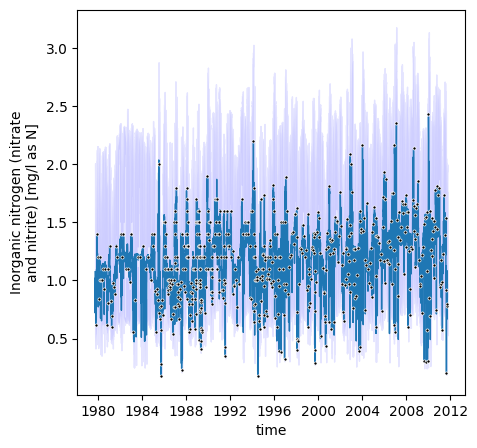 Inorganic nitrogen (nitrate
and nitrite) [mg/l as N]
3.0
2.5
2.0
1.5
1.0
0.5
1980 1984 1988 1992 1996 2000 2004 2008 2012
time